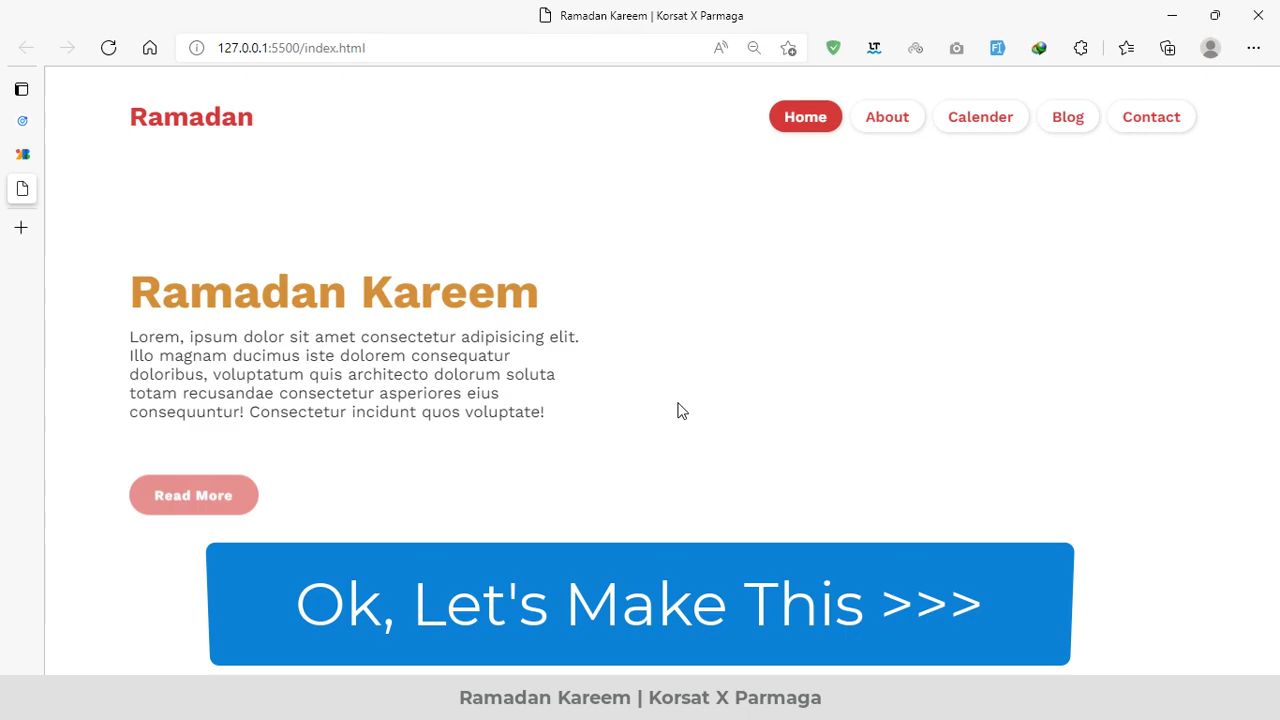 Ramadan Kareem | Korsat X Parmaga
127.0.0.1:5500/index.html
Ramadan
Home About Calender Blog Contact
Ramadan Kareem
Lorem, ipsum dolor sit amet consectetur adipisicing elit.
Illo magnam ducimus iste dolorem consequatur
doloribus, voluptatum quis architecto dolorum soluta
totam recusandae consectetur asperiores eius
consequuntur! Consectetur incidunt quos voluptate!
Read More
Ok, Let's Make This >>>
Ramadan Kareem | Korsat X Parmaga